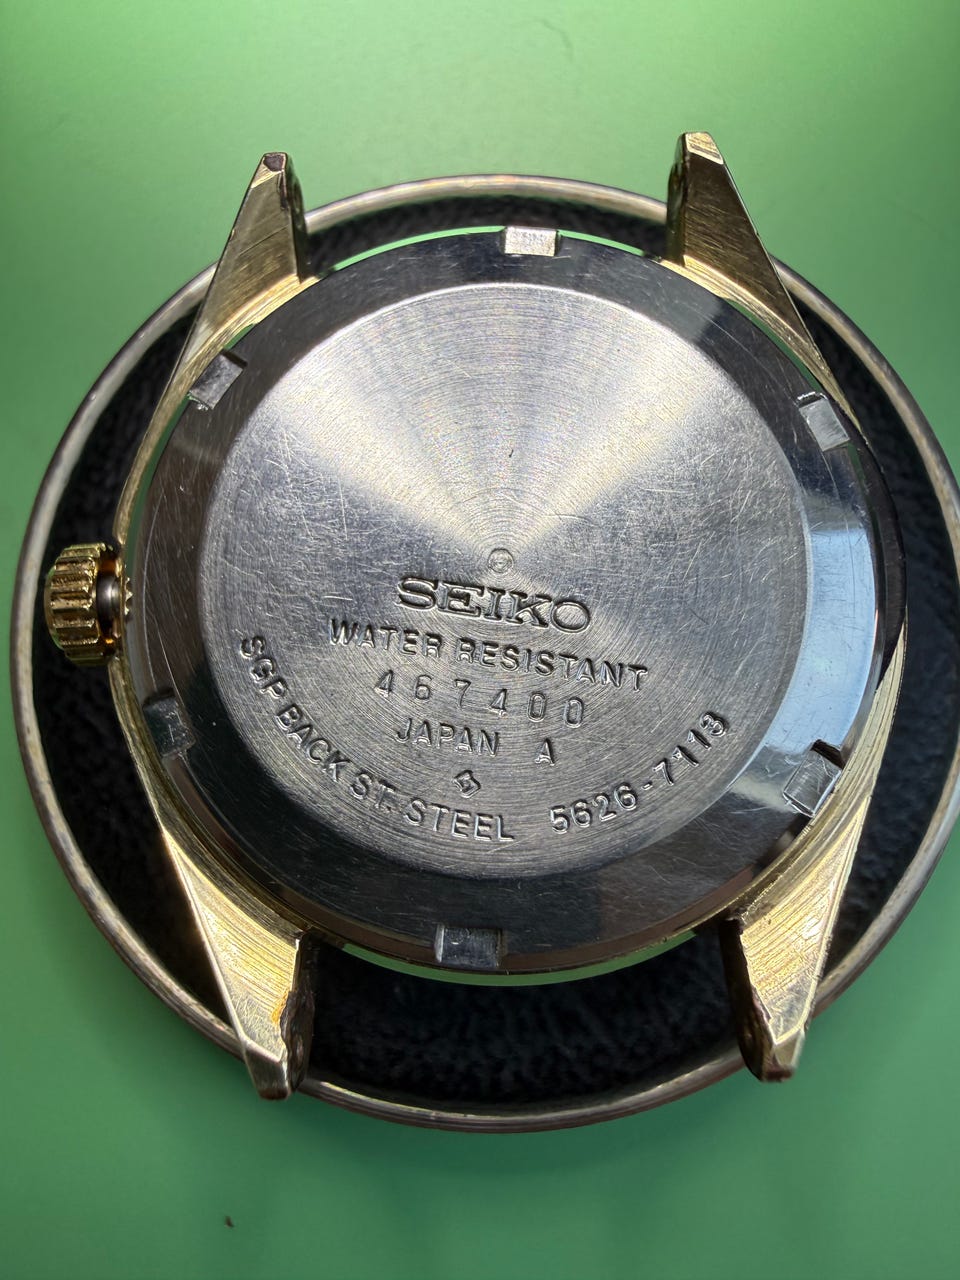 SEIKO
WATER RESISTANT
467400
JAPAN A
SGP BACK ST. STEEL 5626-7113